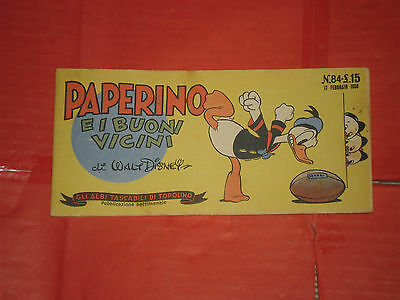 PAPERINO
E I BUONI
VICINI
di WALT DISNEY
GLI ALBI TASCABILI DI TOPOLINO
Pubblicazione settimanale
N.84-£.15
12 FEBBRAIO 1950